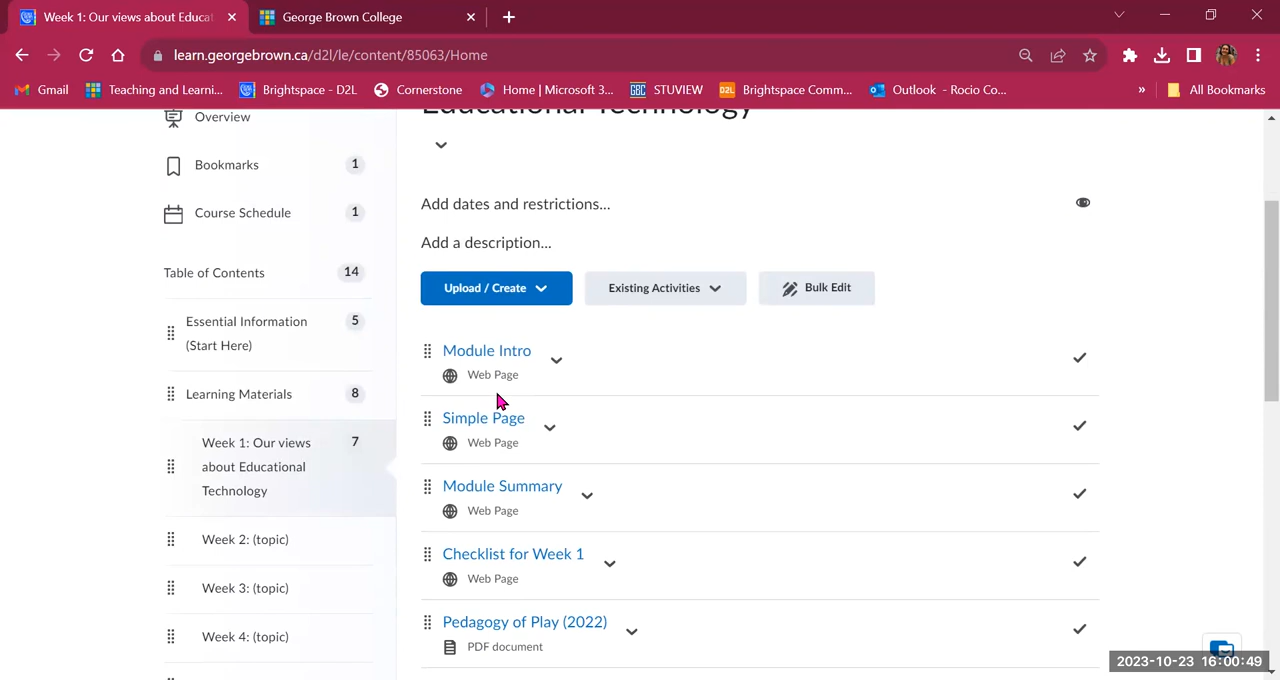 Week 1: Our views about Educat
George Brown College
learn.georgebrown.ca/d2l/le/content/85063/Home
Gmail
Teaching and Learni...
Brightspace - D2L
Cornerstone
Home | Microsoft 3...
GBC
STUVIEW
D2L
Brightspace Comm...
Outlook - Rocio Co...
»
All Bookmarks
Educational Technology
Overview
Bookmarks 1
Course Schedule 1
Table of Contents 14
Essential Information 5
(Start Here)
Learning Materials 8
Week 1: Our views 7
about Educational
Technology
Week 2: (topic)
Week 3: (topic)
Week 4: (topic)
Add dates and restrictions...
Add a description...
Upload / Create
Existing Activities
Bulk Edit
Module Intro
Web Page
Simple Page
Web Page
Module Summary
Web Page
Checklist for Week 1
Web Page
Pedagogy of Play (2022)
PDF document
2023-10-23 16:00:49